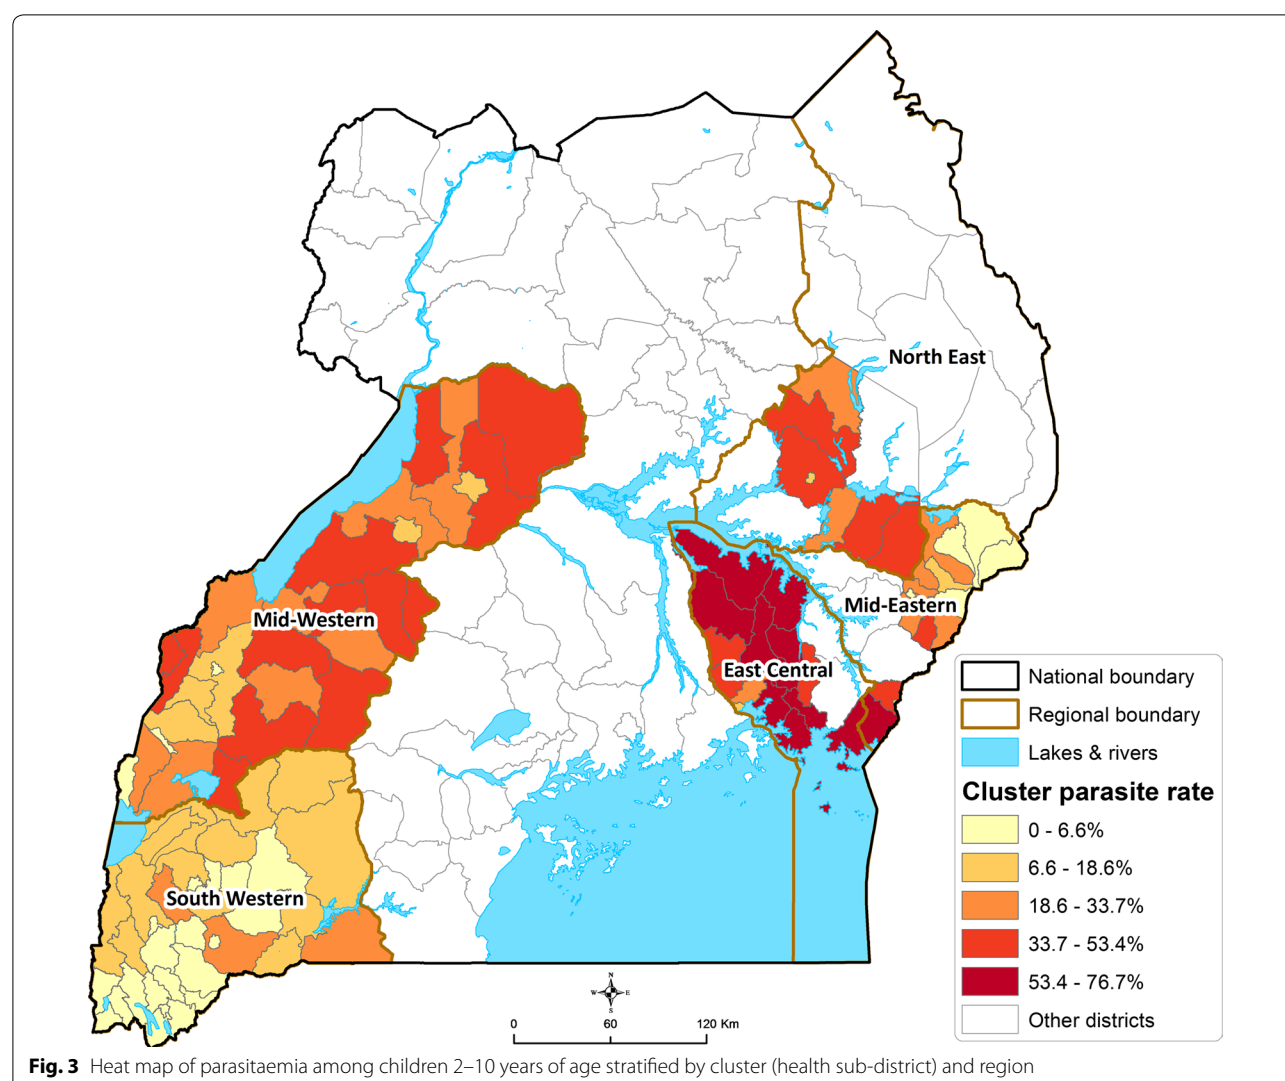 North East
Mid-Western
Mid-Eastern
East Central
South Western
National boundary
Regional boundary
Lakes & rivers
Cluster parasite rate
0 - 6.6%
6.6 - 18.6%
18.6 - 33.7%
33.7 - 53.4%
53.4 - 76.7%
Other districts
N
W E
S
0 60 120 Km
Fig. 3 Heat map of parasitaemia among children 2–10 years of age stratified by cluster (health sub-district) and region